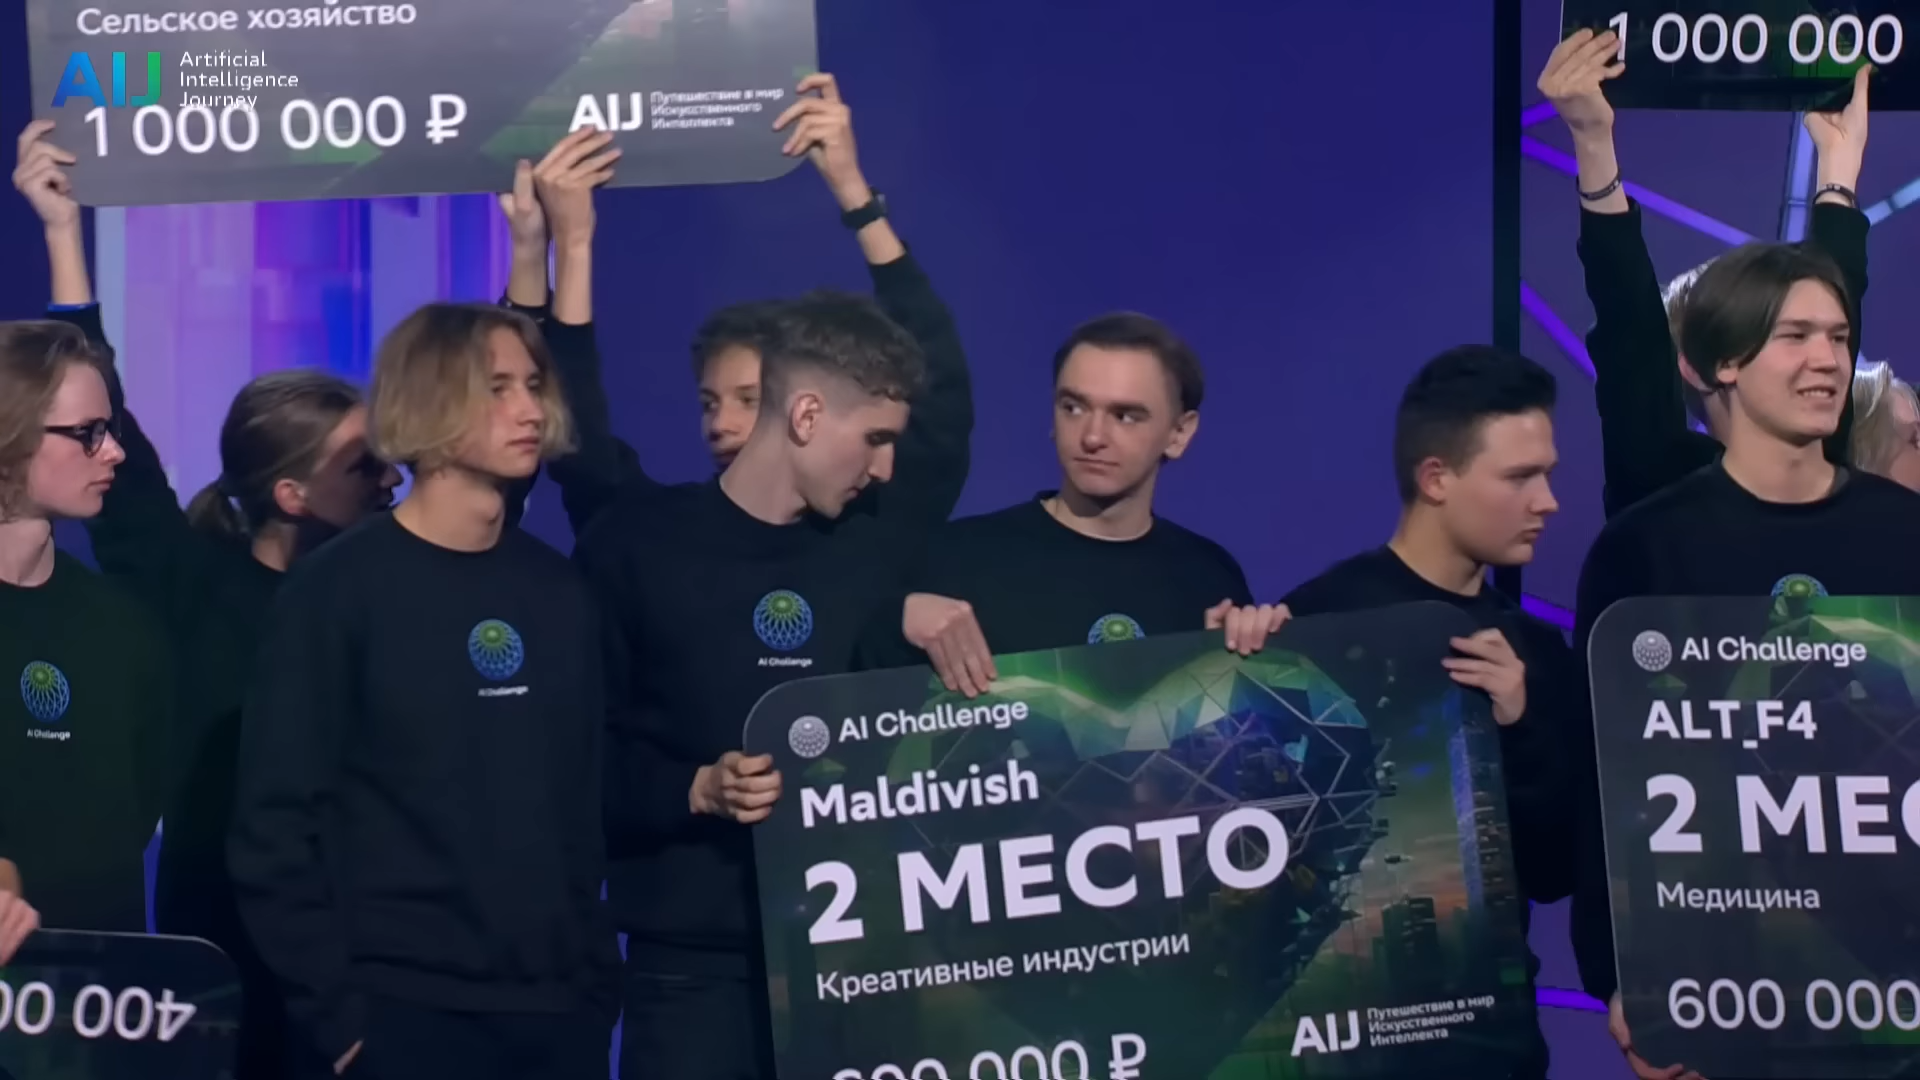 Сельское хозяйство
AIJ Artificial
Intelligence
Journey
1 000 000 ₽
AIJ Путешествие в мир
Искусственного
Интеллекта
1 000 000
AI Challenge
AI Challenge
AI Challenge
AI Challenge
Maldivish
2 МЕСТО
Креативные индустрии
000 ₽
AIJ Путешествие в мир
Искусственного
Интеллекта
AI Challenge
ALT_F4
2 МЕС
Медицина
600 000
400 00